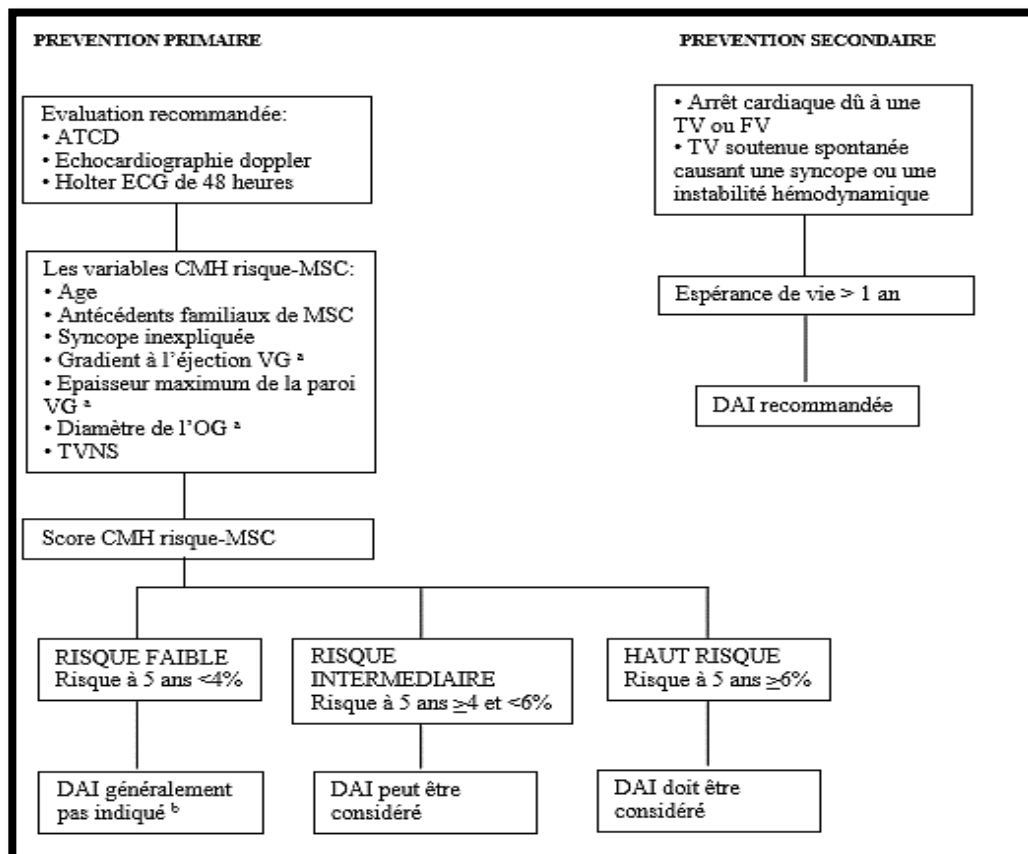 PREVENTION PRIMAIRE
Evaluation recommandée:
• ATCD
• Echocardiographie doppler
• Holter ECG de 48 heures
Les variables CMH risque-MSC:
• Age
• Antécédents familiaux de MSC
• Syncope inexpliquée
• Gradient à l'éjection VG ª
• Epaisseur maximum de la paroi
VG ª
• Diamètre de l'OG ª
• TVNS
Score CMH risque-MSC
RISQUE FAIBLE
Risque à 5 ans <4%
DAI généralement
pas indiqué ᵇ
RISQUE
INTERMEDIAIRE
Risque à 5 ans ≥4 et <6%
DAI peut être
considéré
HAUT RISQUE
Risque à 5 ans ≥6%
DAI doit être
considéré
PREVENTION SECONDAIRE
• Arrêt cardiaque dû à une
TV ou FV
• TV soutenue spontanée
causant une syncope ou une
instabilité hémodynamique
Espérance de vie > 1 an
DAI recommandée